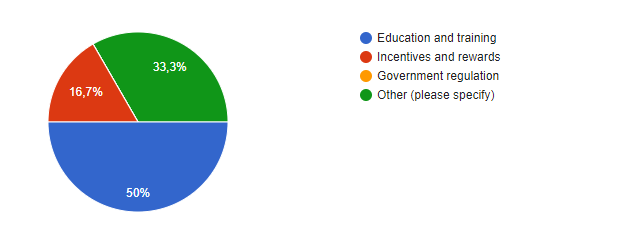 33,3%
16,7%
50%
Education and training
Incentives and rewards
Government regulation
Other (please specify)